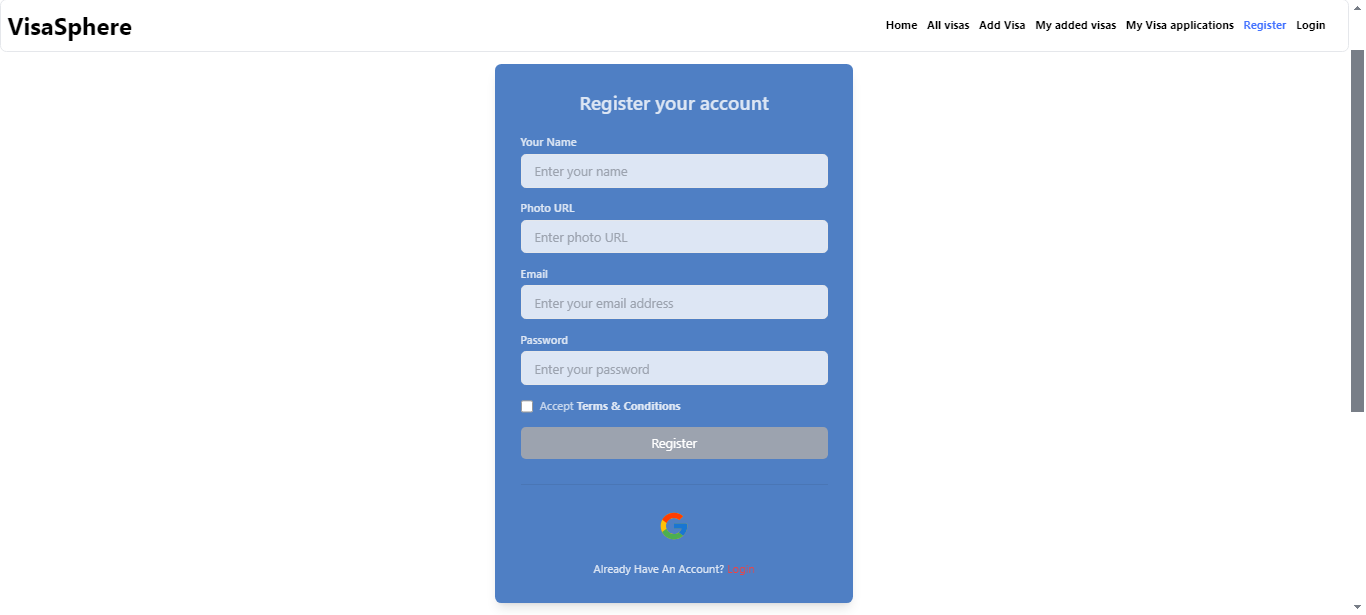 VisaSphere
Home All visas Add Visa My added visas My Visa applications Register Login
Register your account
Your Name
Enter your name
Photo URL
Enter photo URL
Email
Enter your email address
Password
Enter your password
Accept Terms & Conditions
Register
Already Have An Account? Login